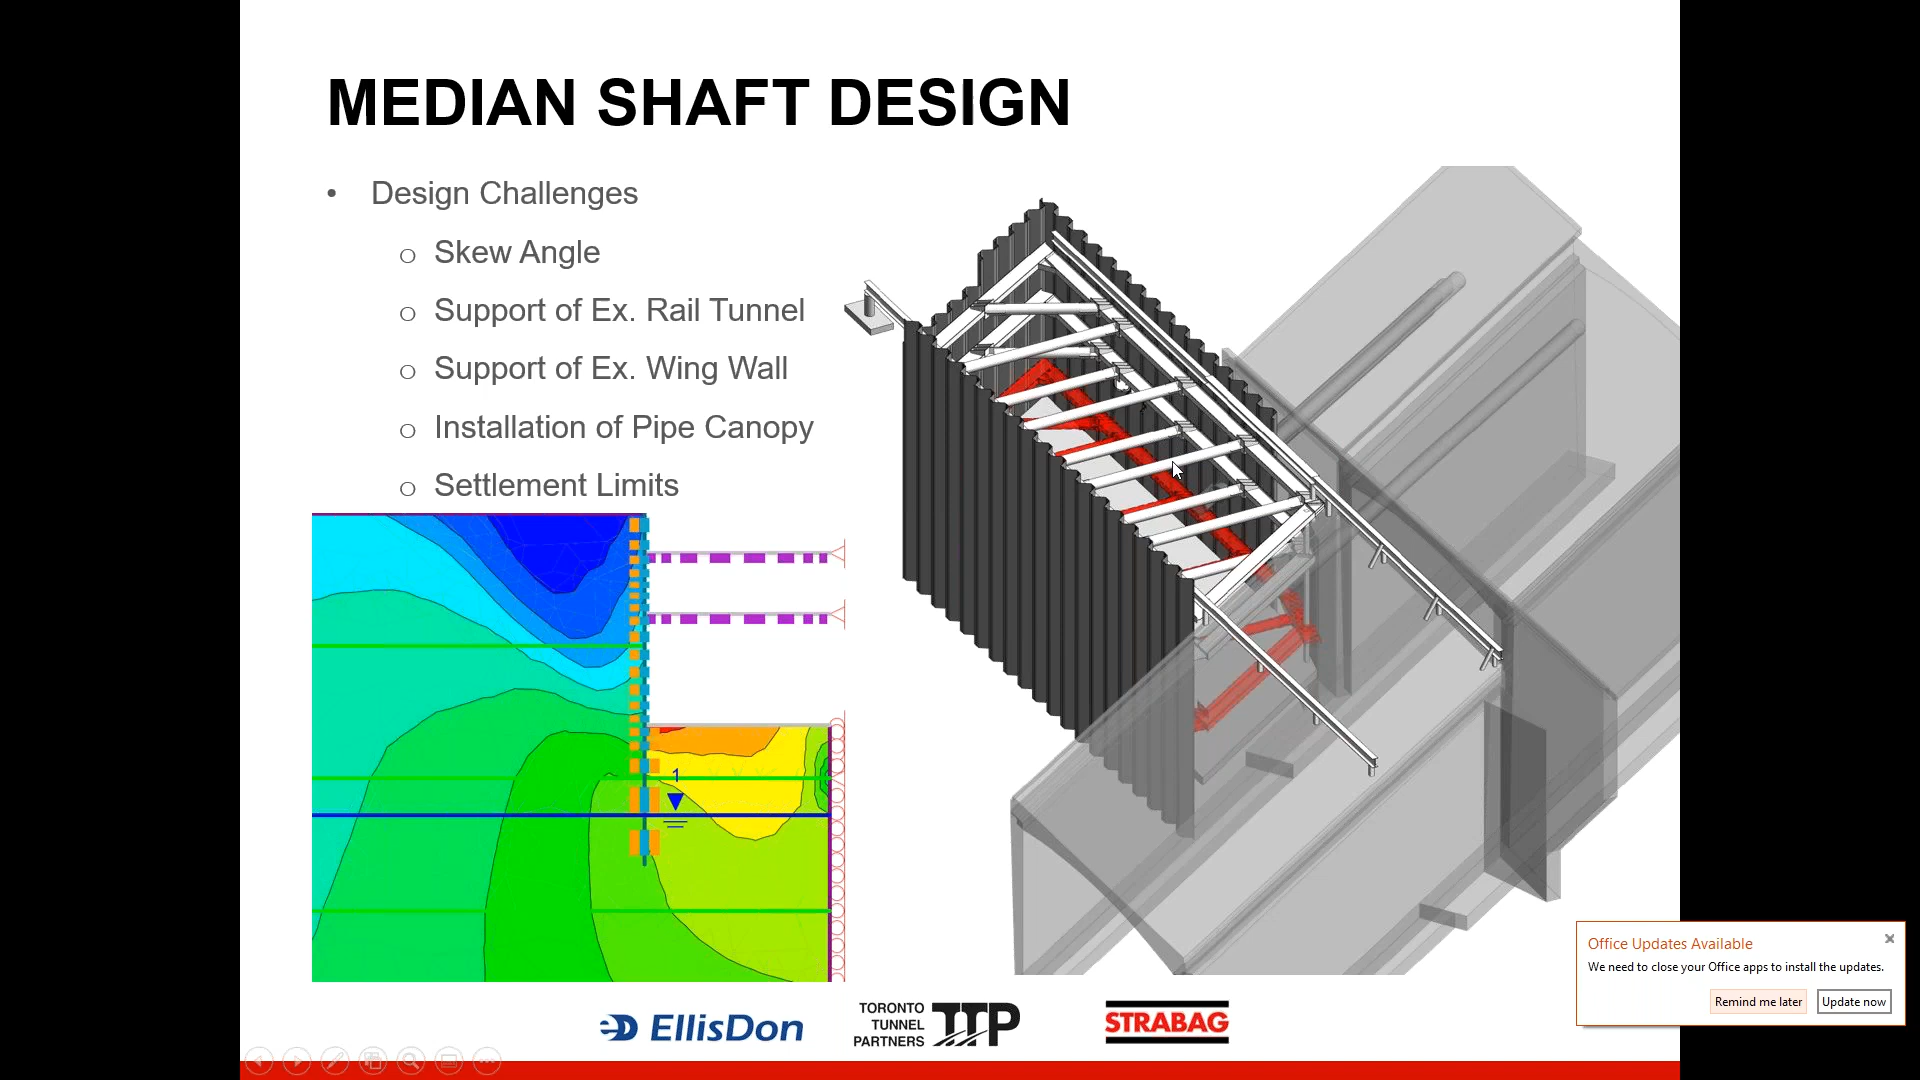 MEDIAN SHAFT DESIGN
• Design Challenges
o Skew Angle
o Support of Ex. Rail Tunnel
o Support of Ex. Wing Wall
o Installation of Pipe Canopy
o Settlement Limits
1
Office Updates Available
We need to close your Office apps to install the updates.
Remind me later Update now
EllisDon
TORONTO
TUNNEL
PARTNERS
TTP
STRABAG